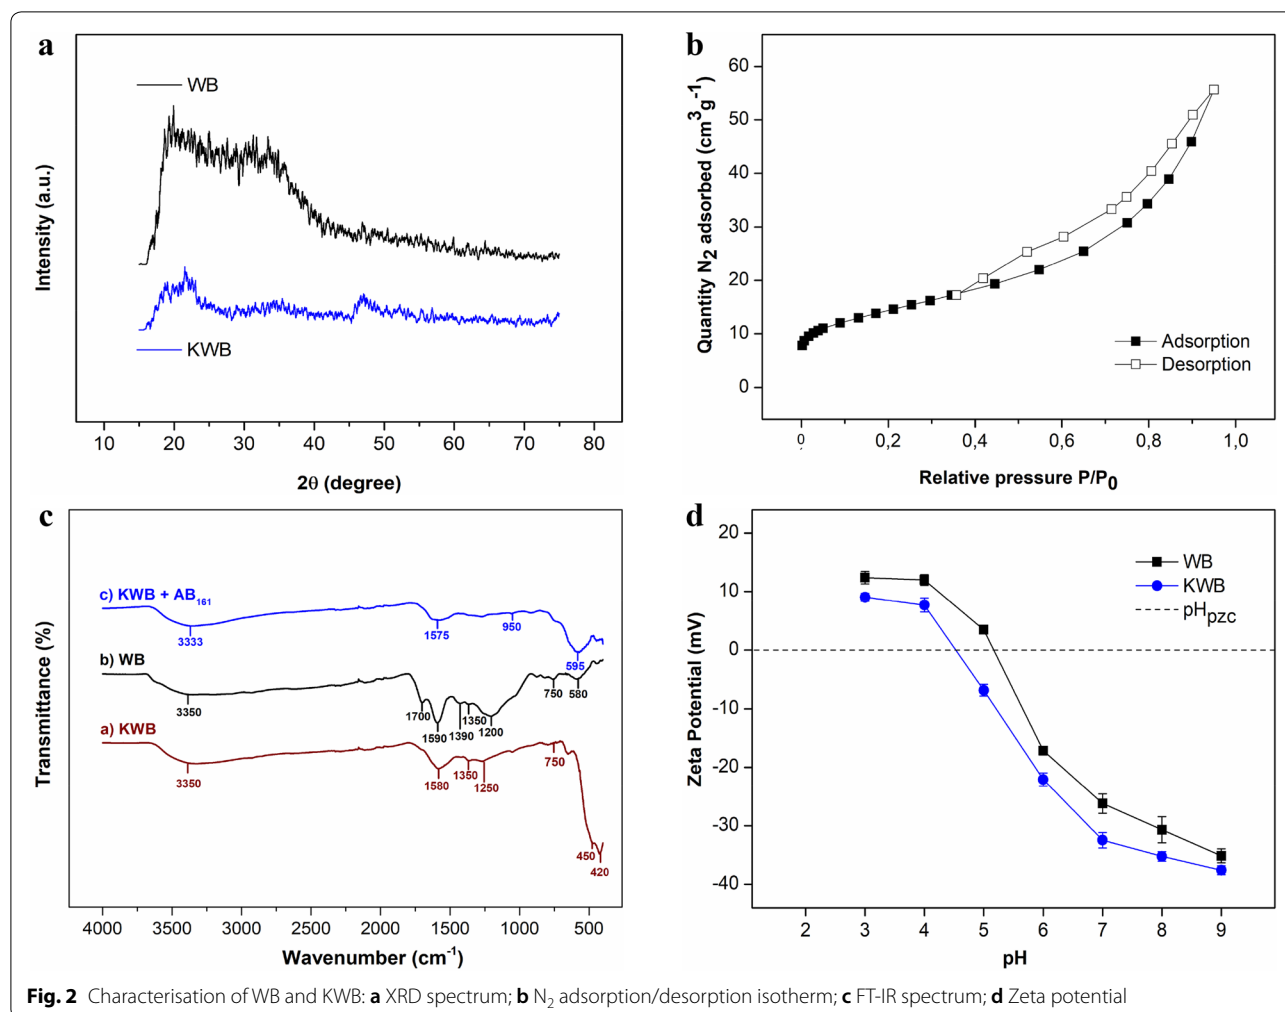 a
WB
KWB
Intensity (a.u.)
10 20 30 40 50 60 70 80
2θ (degree)
b
Quantity N2 adsorbed (cm3g-1)
60
50
40
30
20
10
0
Adsorption
Desorption
0, 0,2 0,4 0,6 0,8 1,0
Relative pressure P/P0
c
Transmittance (%)
c) KWB + AB161
3333
1575
950
595
b) WB
3350
1700
1590
1390
1350
1200
750
580
a) KWB
3350
1580
1350
1250
750
450
420
4000 3500 3000 2500 2000 1500 1000 500
Wavenumber (cm-1)
d
Zeta Potential (mV)
20
10
0
-10
-20
-30
-40
WB
KWB
pHpzc
2 3 4 5 6 7 8 9
pH
Fig. 2 Characterisation of WB and KWB: a XRD spectrum; b N2 adsorption/desorption isotherm; c FT-IR spectrum; d Zeta potential